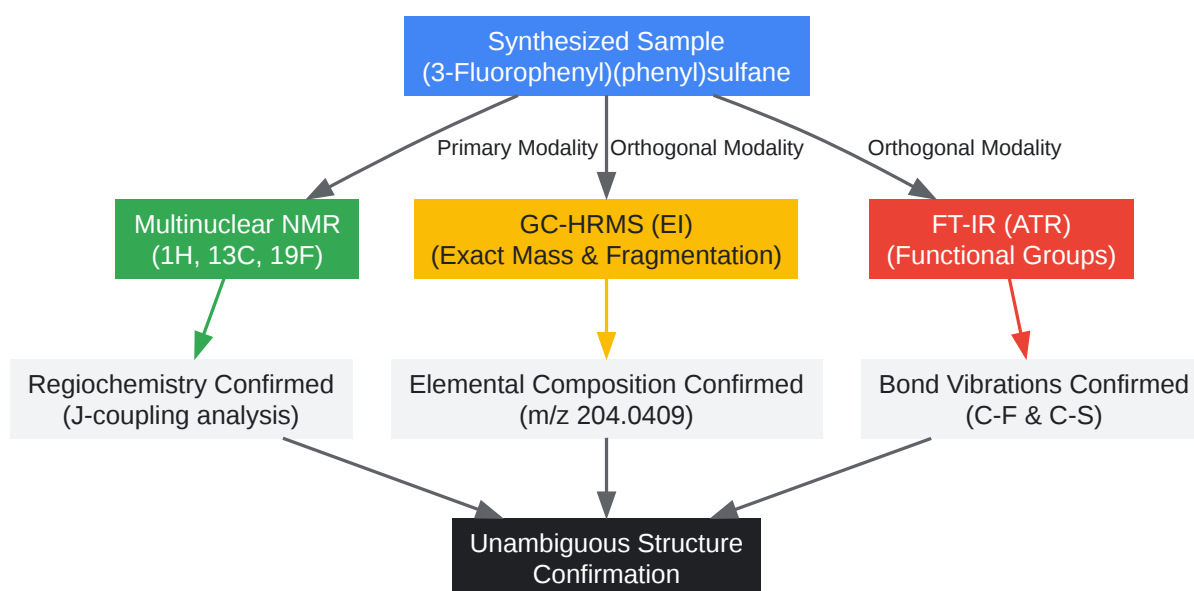 Synthesized Sample
(3-Fluorophenyl)(phenyl)sulfane
Primary Modality
Orthogonal Modality
Orthogonal Modality
Multinuclear NMR
(1H, 13C, 19F)
GC-HRMS (EI)
(Exact Mass & Fragmentation)
FT-IR (ATR)
(Functional Groups)
Regiochemistry Confirmed
(J-coupling analysis)
Elemental Composition Confirmed
(m/z 204.0409)
Bond Vibrations Confirmed
(C-F & C-S)
Unambiguous Structure
Confirmation